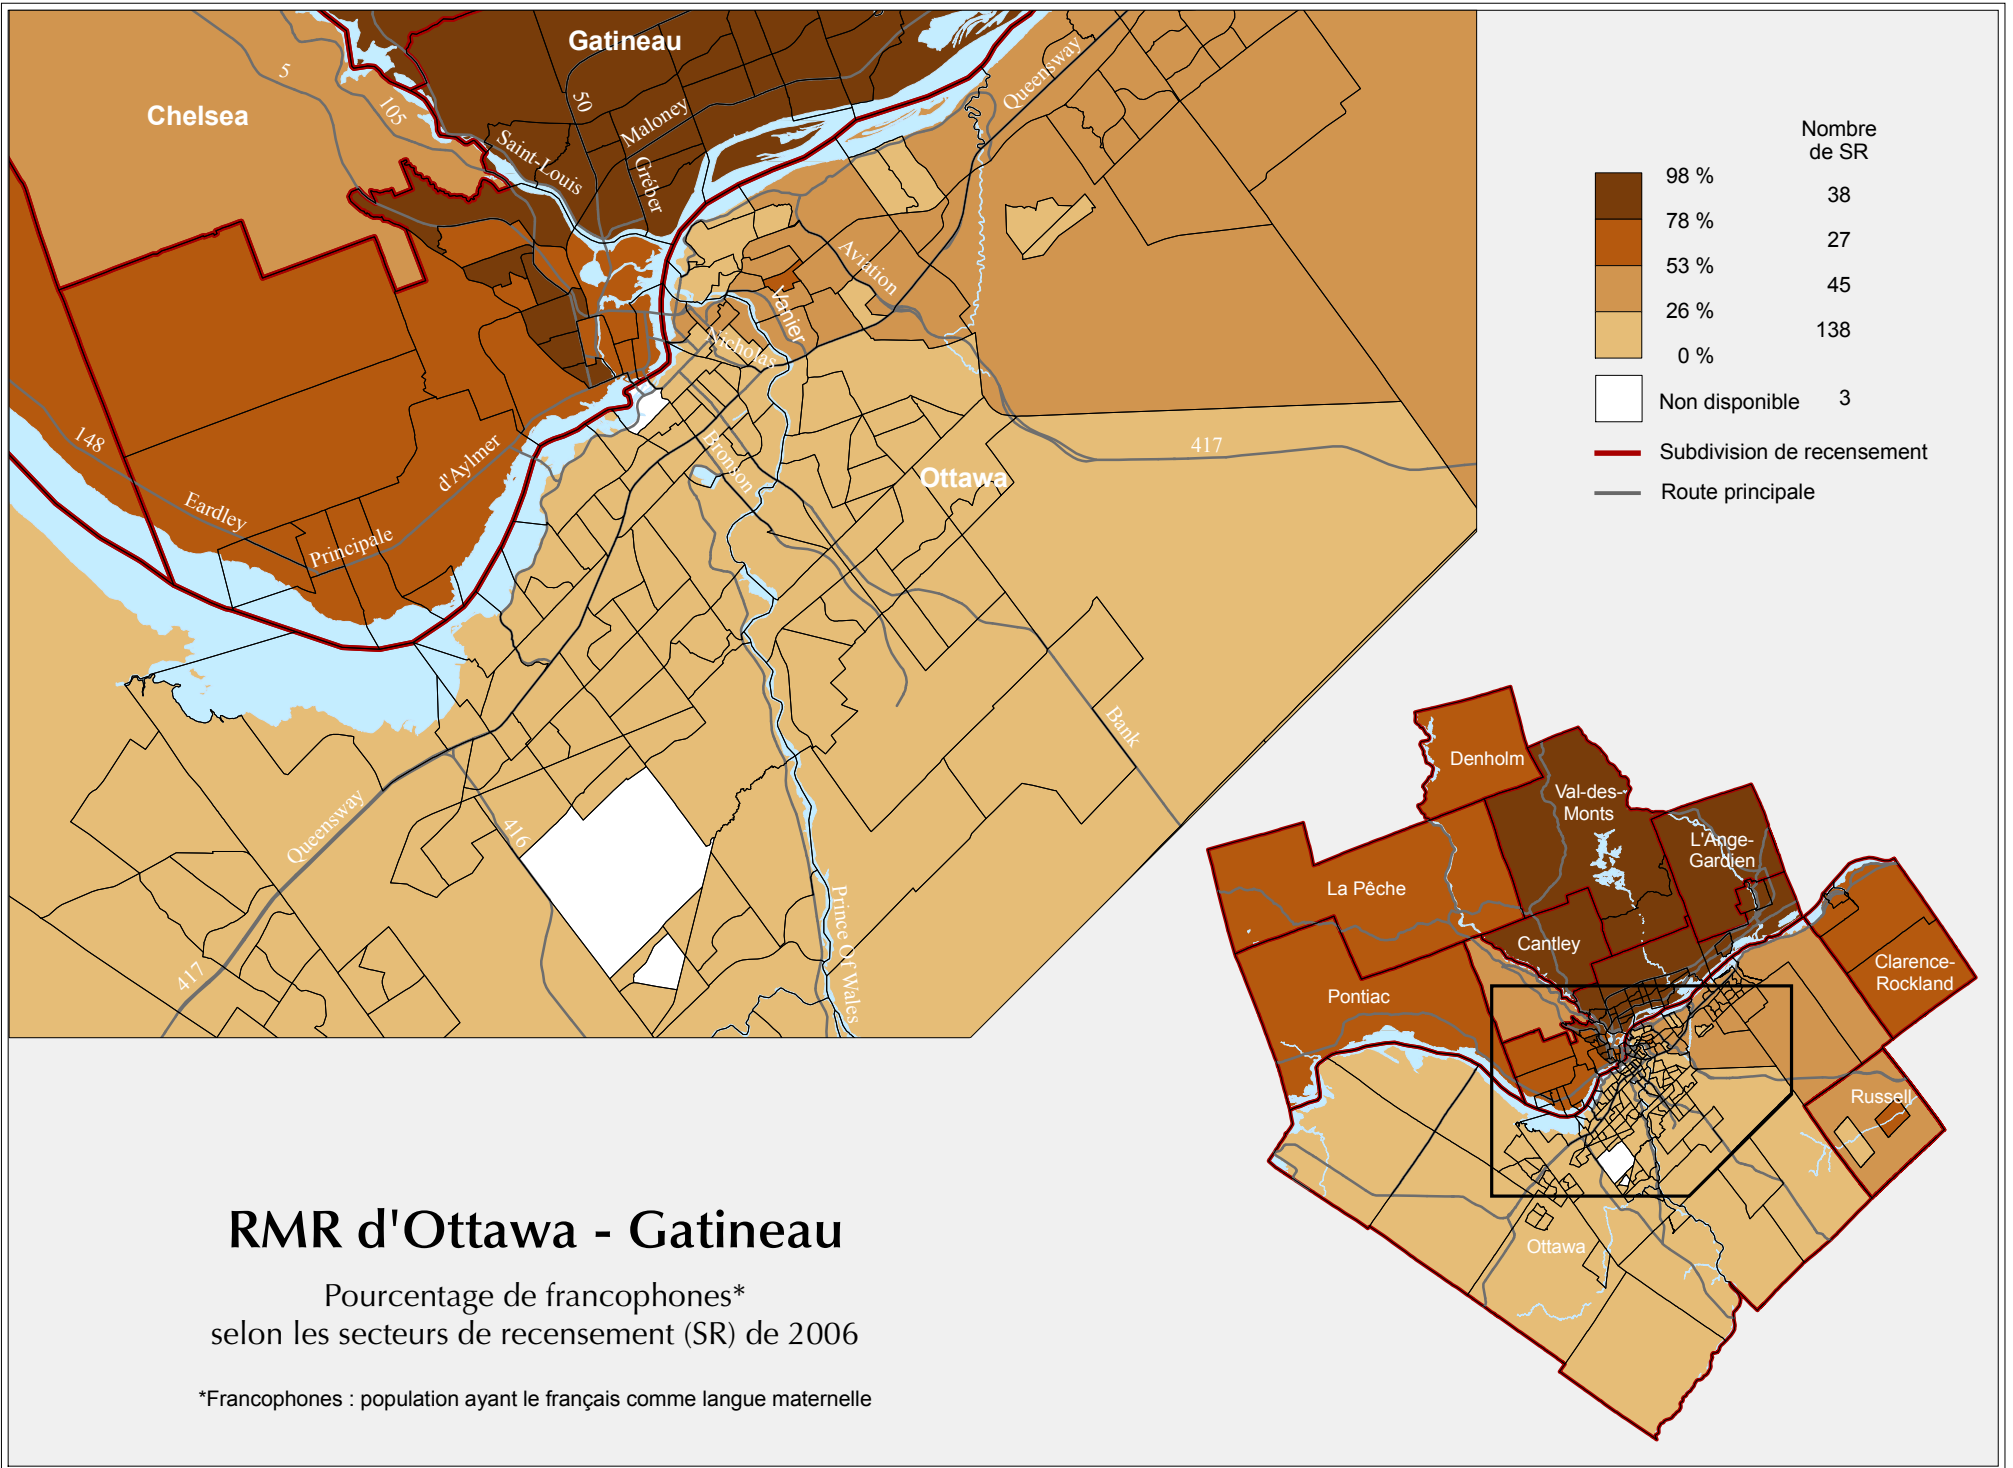 Gatineau
Chelsea
5
105
50
Maloney
Saint-Louis
Gréber
Queensway
Aviation
Vanier
Nicholas
Bronson
Ottawa
417
148
Eardley
Principale
d'Aylmer
Bank
Queensway
416
417
Prince Of Wales
Nombre
de SR
98 %
38
78 %
27
53 %
45
26 %
138
0 %
Non disponible 3
Subdivision de recensement
Route principale
Denholm
Val-des-
Monts
L'Ange-
Gardien
La Pêche
Cantley
Pontiac
Clarence-
Rockland
Russell
Ottawa
RMR d'Ottawa - Gatineau
Pourcentage de francophones*
selon les secteurs de recensement (SR) de 2006
*Francophones : population ayant le français comme langue maternelle